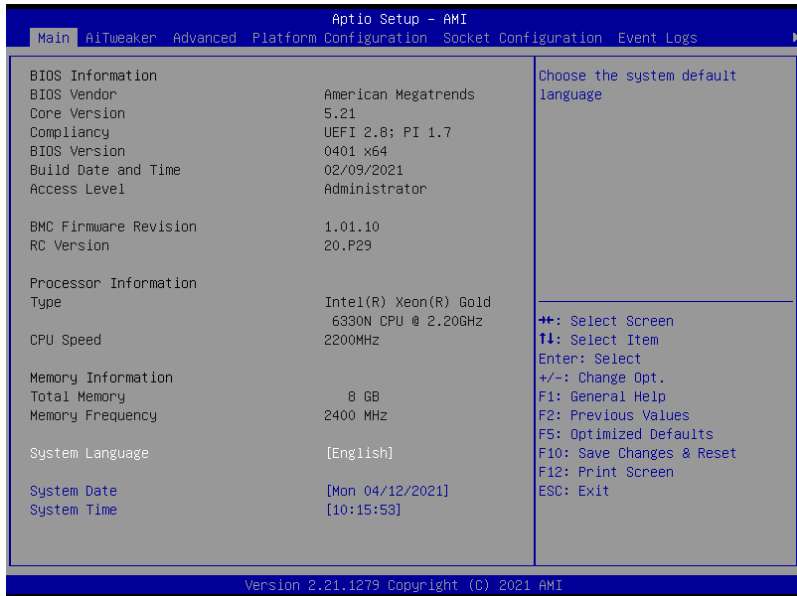 Aptio Setup - AMI
Main AiTweaker Advanced Platform Configuration Socket Configuration Event Logs
BIOS Information
BIOS Vendor American Megatrends
Core Version 5.21
Compliancy UEFI 2.8; PI 1.7
BIOS Version 0401 x64
Build Date and Time 02/09/2021
Access Level Administrator
BMC Firmware Revision 1.01.10
RC Version 20.P29
Processor Information
Type Intel(R) Xeon(R) Gold
6330N CPU @ 2.20GHz
CPU Speed 2200MHz
Memory Information
Total Memory 8 GB
Memory Frequency 2400 MHz
System Language [English]
System Date [Mon 04/12/2021]
System Time [10:15:53]
Choose the system default
language
→←: Select Screen
↑↓: Select Item
Enter: Select
+/-: Change Opt.
F1: General Help
F2: Previous Values
F5: Optimized Defaults
F10: Save Changes & Reset
F12: Print Screen
ESC: Exit
Version 2.21.1279 Copyright (C) 2021 AMI